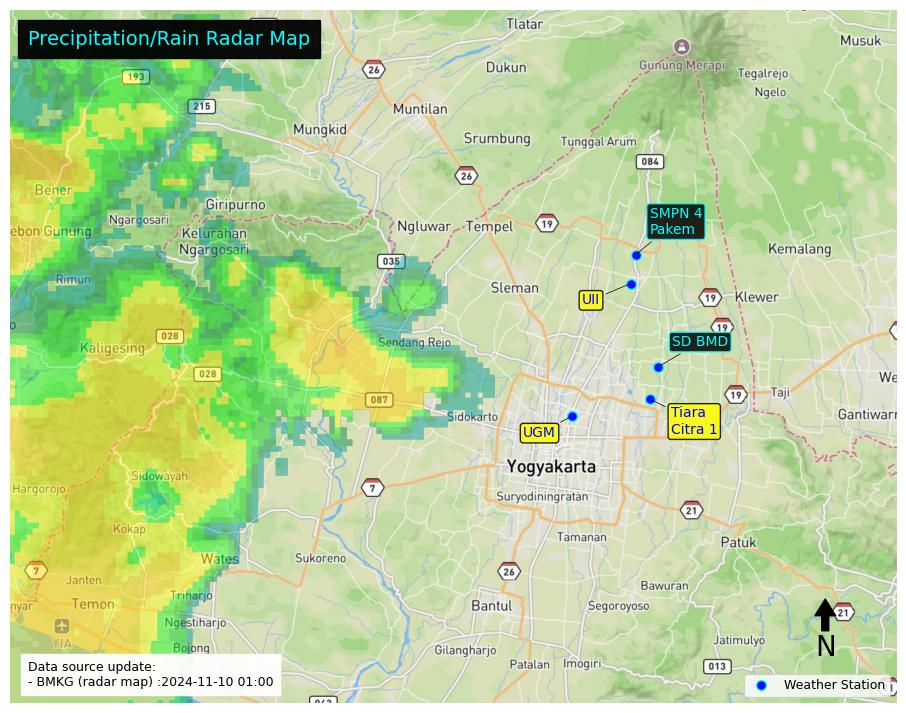 Precipitation/Rain Radar Map
Tlatar
Musuk
26
193
Dukun
Gunung Merapi
Tegalrejo
Ngelo
215
Muntilan
Mungkid
Srumbung
Tunggal Arum
084
26
Bener
Giripurno
Ngargosari
SMPN 4
Pakem
ebon Gunung
Kelurahan
Ngargosari
Ngluwar
Tempel
19
Kemalang
035
Rimun
Sleman
UII
19
Klewer
19
028
Kaligesing
Sendang Rejo
SD BMD
028
We
087
19
Taji
Sidokarto
Tiara
Citra 1
Gantiwarn
UGM
Yogyakarta
Sidowayah
Hargorojo
7
Suryodiningratan
21
Kokap
Tamanan
Patuk
Wates
Sukoreno
7
26
Janten
Bawuran
nyar
Temon
Triharjo
Bantul
Segoroyoso
21
Ngestiharjo
YIA
N
Bojong
Gilangharjo
Jatimulyo
Patalan
Imogiri
013
Data source update:
- BMKG (radar map) :2024-11-10 01:00
Weather Station